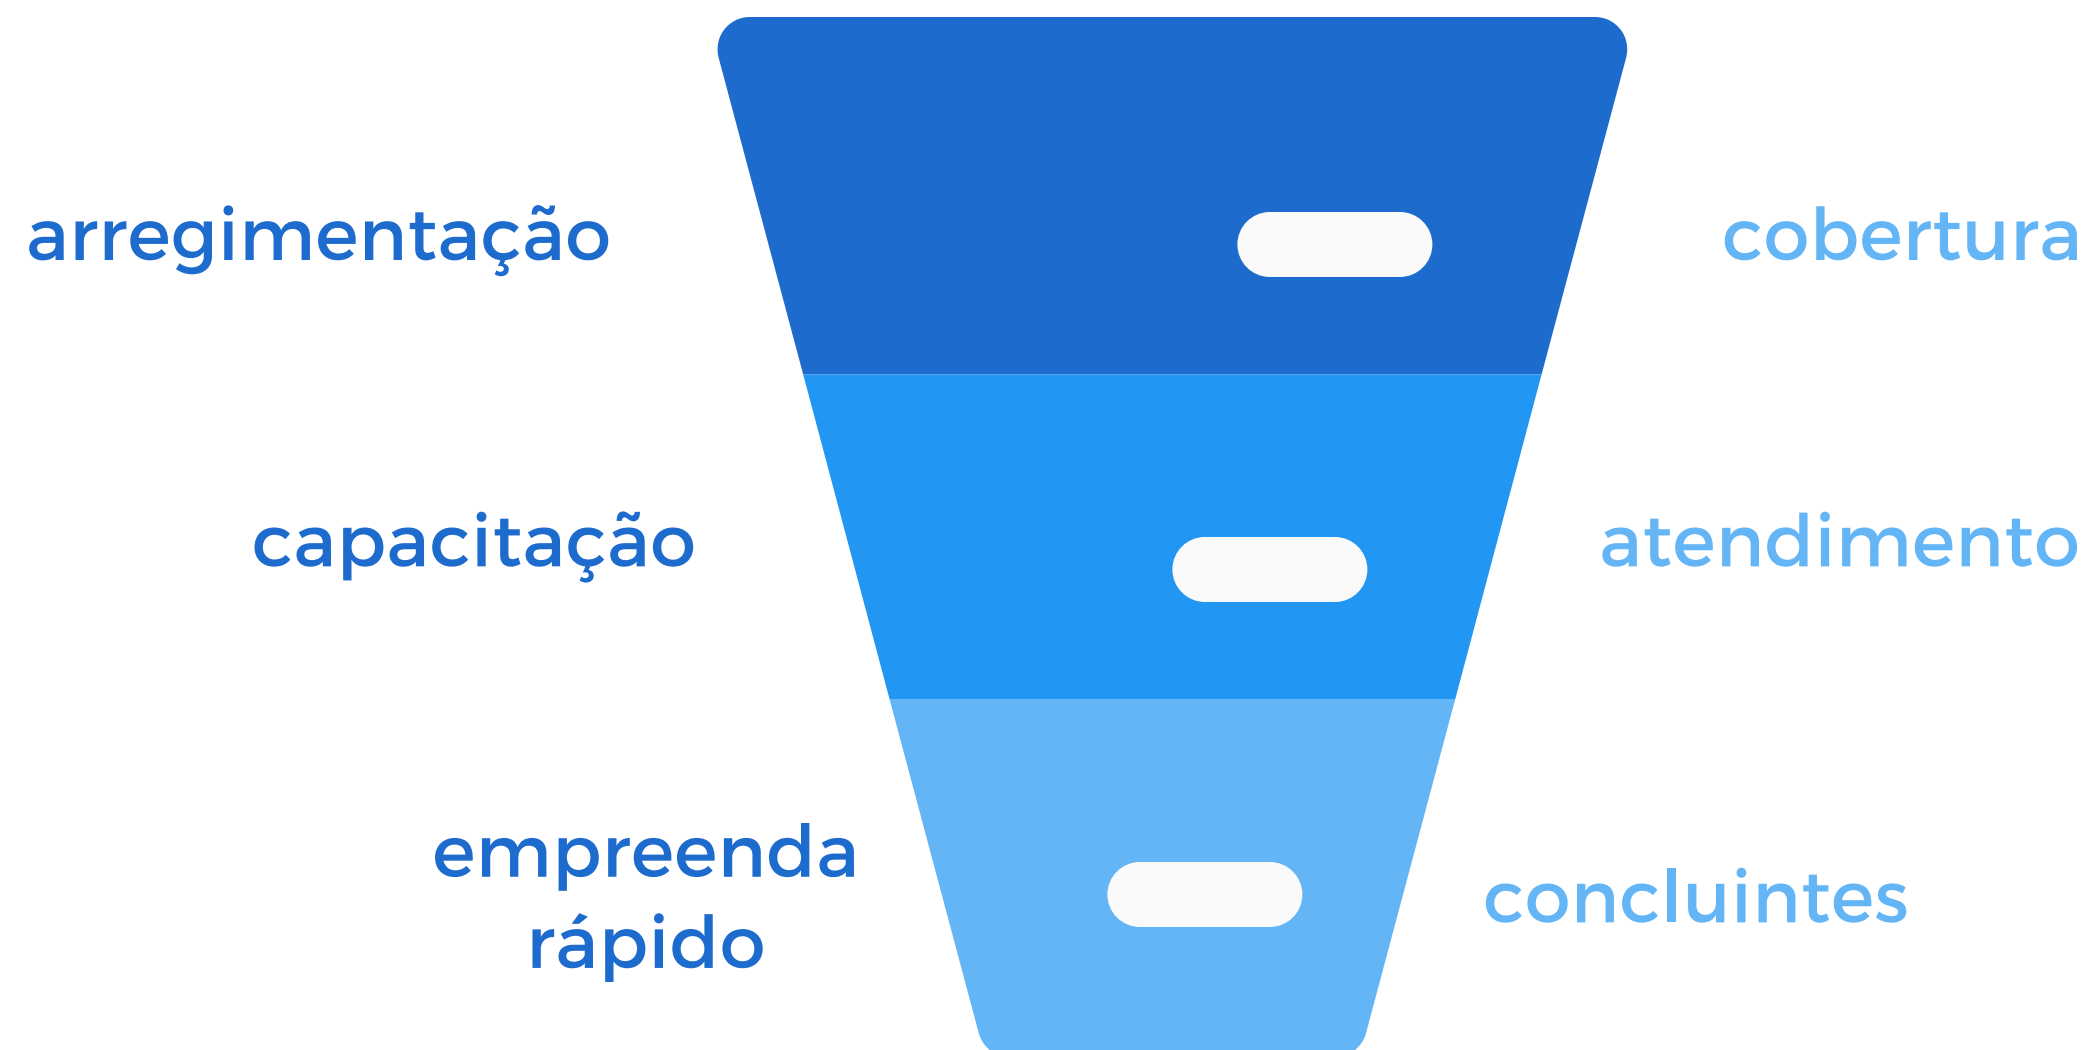 arregimentação
cobertura
capacitação
atendimento
empreenda
rápido
concluintes